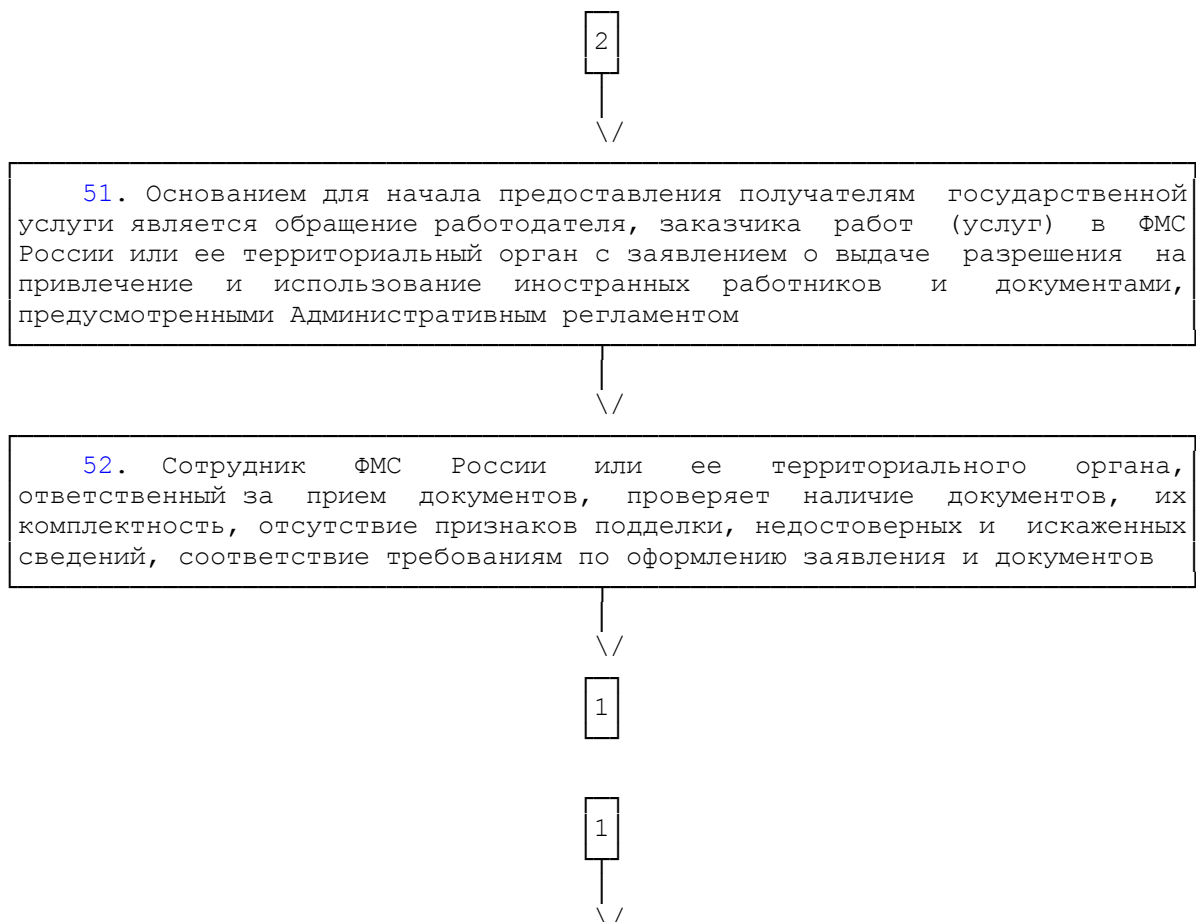 2
51. Основанием для начала предоставления получателям государственной
услуги является обращение работодателя, заказчика работ (услуг) в ФМС
России или ее территориальный орган с заявлением о выдаче разрешения на
привлечение и использование иностранных работников и документами,
предусмотренными Административным регламентом
52. Сотрудник ФМС России или ее территориального органа,
ответственный за прием документов, проверяет наличие документов, их
комплектность, отсутствие признаков подделки, недостоверных и искаженных
сведений, соответствие требованиям по оформлению заявления и документов
1
1